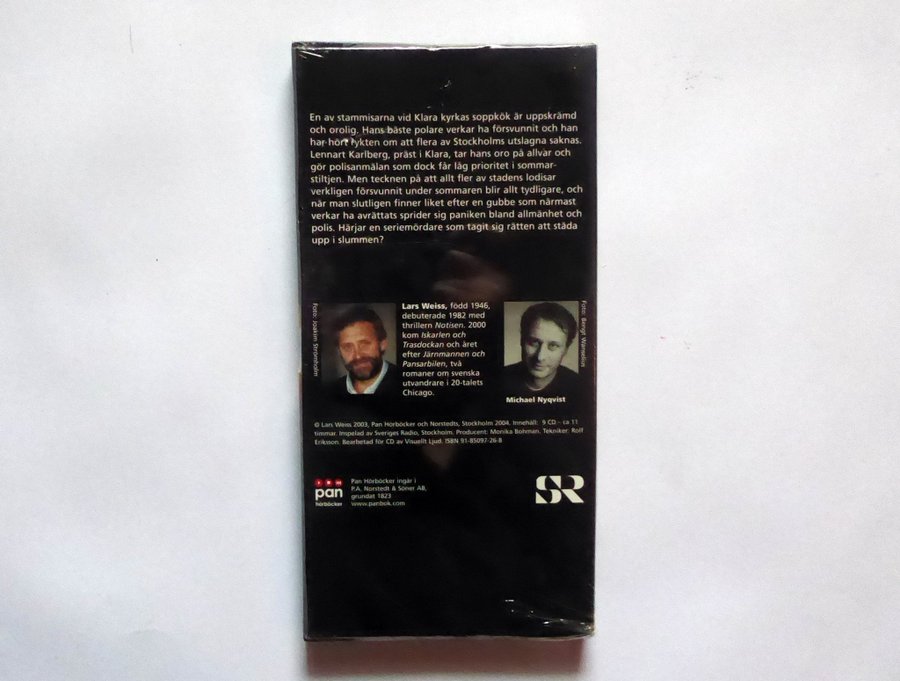 En av stammisarna vid Klara kyrkas soppkök är uppskrämd
och orolig. Hans bäste polare verkar ha försvunnit och han
har hört rykten om att flera av Stockholms utslagna saknas.
Lennart Karlberg, präst i Klara, tar hans oro på allvar och
gör polisanmälan som dock får låg prioritet i sommar-
stiltjen. Men tecknen på att allt fler av stadens lodisar
verkligen försvunnit under sommaren blir allt tydligare, och
när man slutligen finner liket efter en gubbe som närmast
verkar ha avrättats sprider sig paniken bland allmänhet och
polis. Härjar en seriemördare som tagit sig rätten att städa
upp i slummen?
Foto: Joakim Strömholm
Lars Weiss, född 1946,
debuterade 1982 med
thrillern Notisen. 2000
kom Iskarlen och
Trasdockan och året
efter Järnmannen och
Pansarbilen, två
romaner om svenska
utvandrare i 20-talets
Chicago.
Foto: Bengt Wanselius
Michael Nyqvist
© Lars Weiss 2003, Pan Hörböcker och Norstedts, Stockholm 2004. Innehåll: 9 CD – ca 11
timmar. Inspelad av Sveriges Radio, Stockholm. Producent: Monika Bohman. Tekniker: Rolf
Eriksson. Bearbetad för CD av Visuellt Ljud. ISBN 91-85097-26-8
pan
hörböcker
Pan Hörböcker ingår i
P.A. Norstedt & Söner AB,
grundat 1823
www.panbok.com
SR